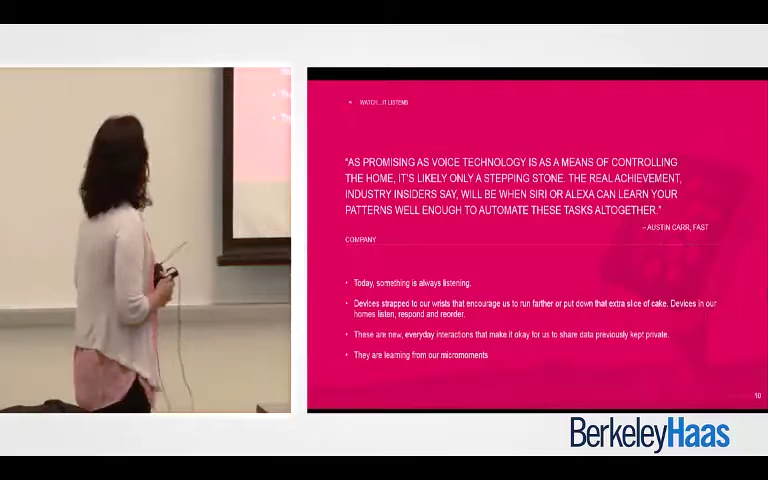 WATCH...IT LISTENS
“AS PROMISING AS VOICE TECHNOLOGY IS AS A MEANS OF CONTROLLING
THE HOME, IT’S LIKELY ONLY A STEPPING STONE. THE REAL ACHIEVEMENT,
INDUSTRY INSIDERS SAY, WILL BE WHEN SIRI OR ALEXA CAN LEARN YOUR
PATTERNS WELL ENOUGH TO AUTOMATE THESE TASKS ALTOGETHER.”
– AUSTIN CARR, FAST
COMPANY
• Today, something is always listening.
• Devices strapped to our wrists that encourage us to run farther or put down that extra slice of cake. Devices in our
homes listen, respond and reorder.
• These are new, everyday interactions that make it okay for us to share data previously kept private.
• They are learning from our micromoments
10
BerkeleyHaas